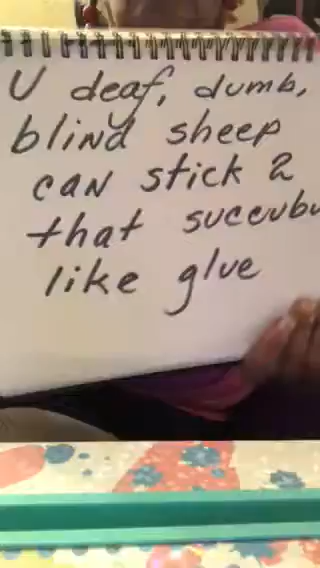 U deaf, dumb,
blind sheep
can stick 2
that succubu
like glue